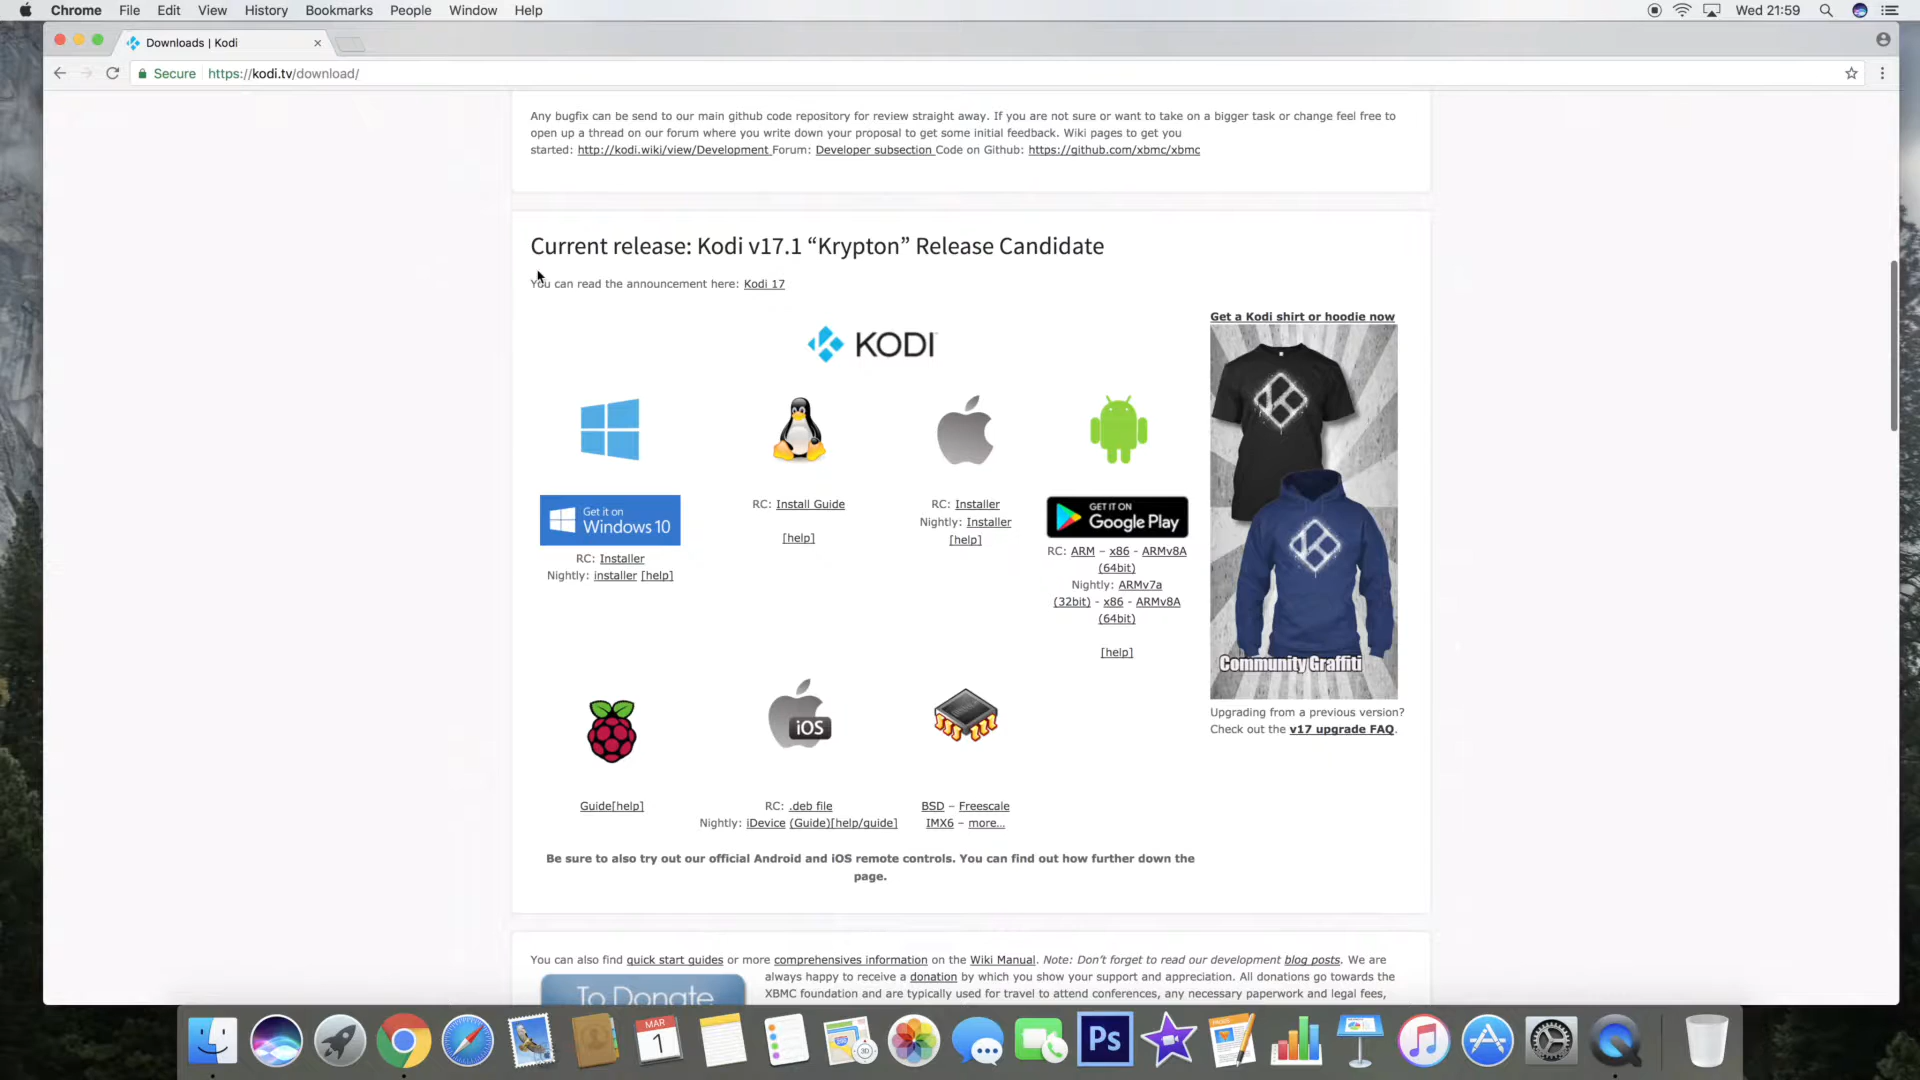 Chrome File Edit View History Bookmarks People Window Help
Wed 21:59
Downloads | Kodi
Secure https://kodi.tv/download/
Any bugfix can be send to our main github code repository for review straight away. If you are not sure or want to take on a bigger task or change feel free to
open up a thread on our forum where you write down your proposal to get some initial feedback. Wiki pages to get you
started: http://kodi.wiki/view/Development Forum: Developer subsection Code on Github: https://github.com/xbmc/xbmc
Current release: Kodi v17.1 “Krypton” Release Candidate
You can read the announcement here: Kodi 17
KODI
Get it on
Windows 10
RC: Installer
Nightly: installer [help]
RC: Install Guide
[help]
RC: Installer
Nightly: Installer
[help]
GET IT ON
Google Play
RC: ARM – x86 - ARMv8A
(64bit)
Nightly: ARMv7a
(32bit) - x86 - ARMv8A
(64bit)
[help]
Get a Kodi shirt or hoodie now
Community Graffiti
Upgrading from a previous version?
Check out the v17 upgrade FAQ.
Guide[help]
iOS
RC: .deb file
Nightly: iDevice (Guide)[help/guide]
BSD – Freescale
IMX6 – more...
Be sure to also try out our official Android and iOS remote controls. You can find out how further down the
page.
You can also find quick start guides or more comprehensives information on the Wiki Manual. Note: Don’t forget to read our development blog posts. We are
always happy to receive a donation by which you show your support and appreciation. All donations go towards the
XBMC foundation and are typically used for travel to attend conferences, any necessary paperwork and legal fees,
To Donate
MAR
1
Ps